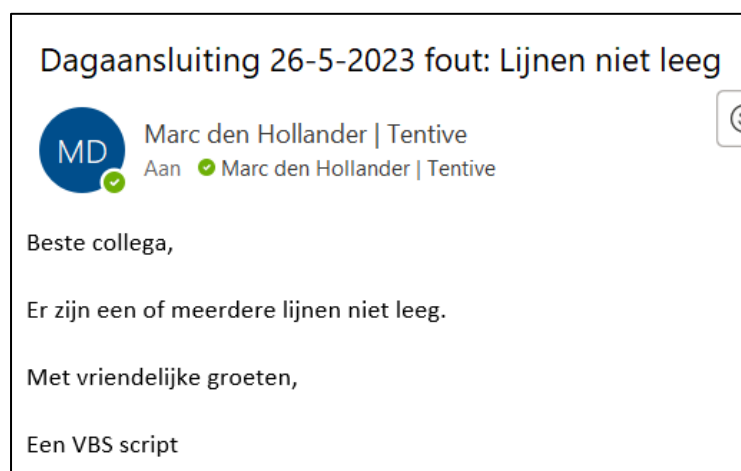 Dagaansluiting 26-5-2023 fout: Lijnen niet leeg
MD
Marc den Hollander | Tentive
Aan Marc den Hollander | Tentive
Beste collega,
Er zijn een of meerdere lijnen niet leeg.
Met vriendelijke groeten,
Een VBS script